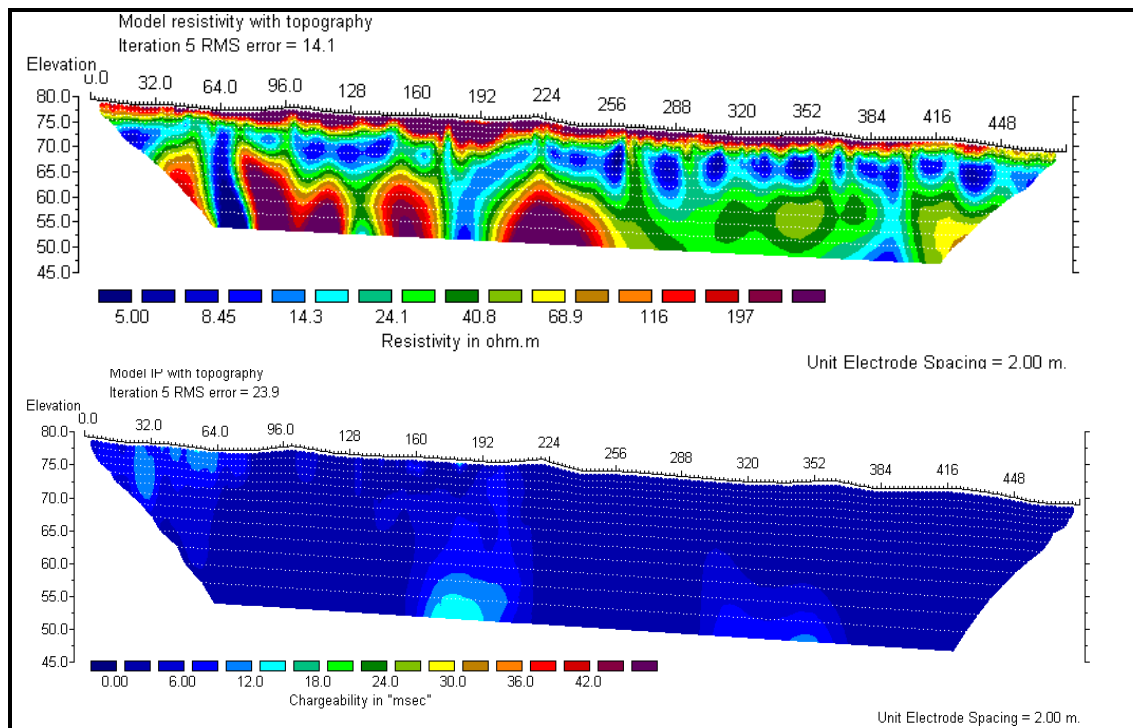 Model resistivity with topography
Iteration 5 RMS error = 14.1
Elevation
0.0 32.0 64.0 96.0 128 160 192 224 256 288 320 352 384 416 448
80.0
75.0
70.0
65.0
60.0
55.0
50.0
45.0
5.00 8.45 14.3 24.1 40.8 68.9 116 197
Resistivity in ohm.m
Unit Electrode Spacing = 2.00 m.
Model IP with topography
Iteration 5 RMS error = 23.9
Elevation
0.0 32.0 64.0 96.0 128 160 192 224 256 288 320 352 384 416 448
80.0
75.0
70.0
65.0
60.0
55.0
50.0
45.0
0.00 6.00 12.0 18.0 24.0 30.0 36.0 42.0
Chargeability in "msec"
Unit Electrode Spacing = 2.00 m.